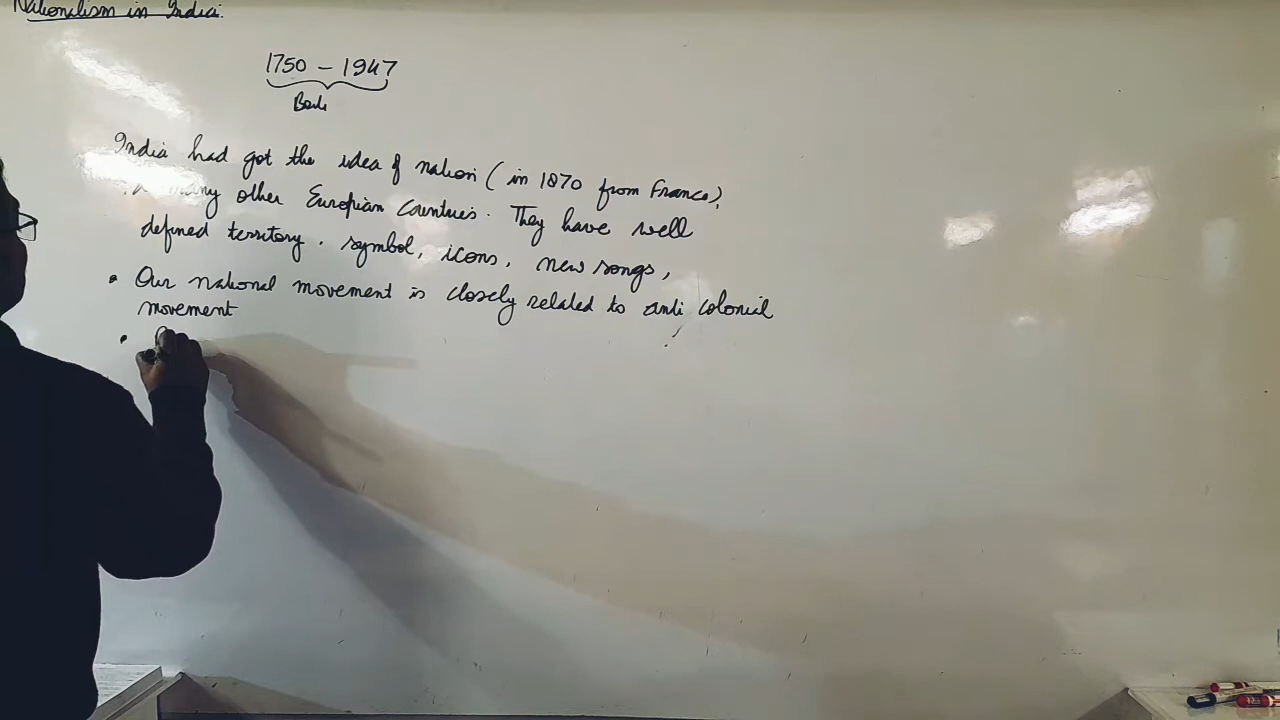 Nationalism in India.
1750 - 1947
India had got the idea of nation (in 1870 from France),
many other European Countries. They have well
defined territory. symbol, icons, new songs,
• Our national movement is closely related to anti colonial
movement
•